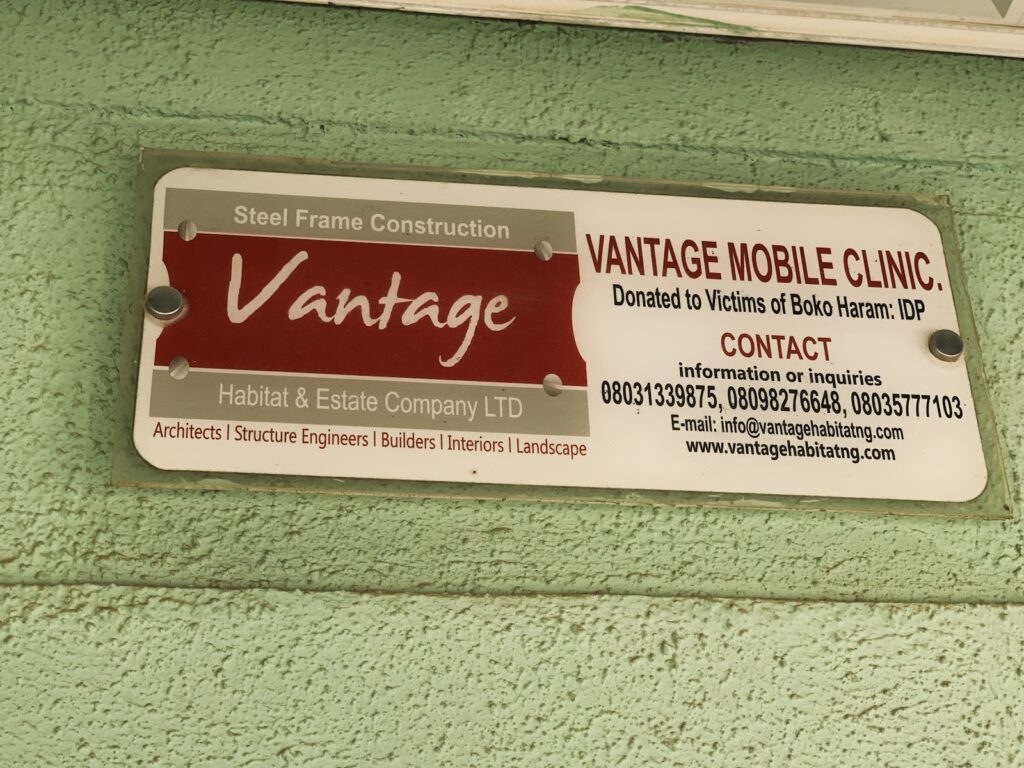 Steel Frame Construction
Vantage
Habitat & Estate Company LTD
Architects | Structure Engineers | Builders | Interiors | Landscape
VANTAGE MOBILE CLINIC.
Donated to Victims of Boko Haram: IDP
CONTACT
information or inquiries
08031339875, 08098276648, 08035777103
E-mail: info@vantagehabitatng.com
www.vantagehabitatng.com